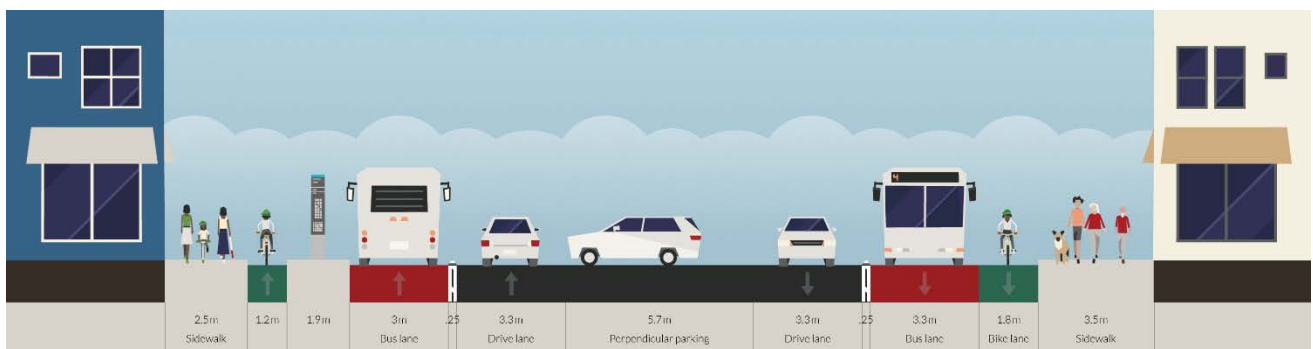 4
2.5m
Sidewalk
1.2m
1.9m
3m
Bus lane
.25
3.3m
Drive lane
5.7m
Perpendicular parking
3.3m
Drive lane
.25
3.3m
Bus lane
1.8m
Bike lane
3.5m
Sidewalk